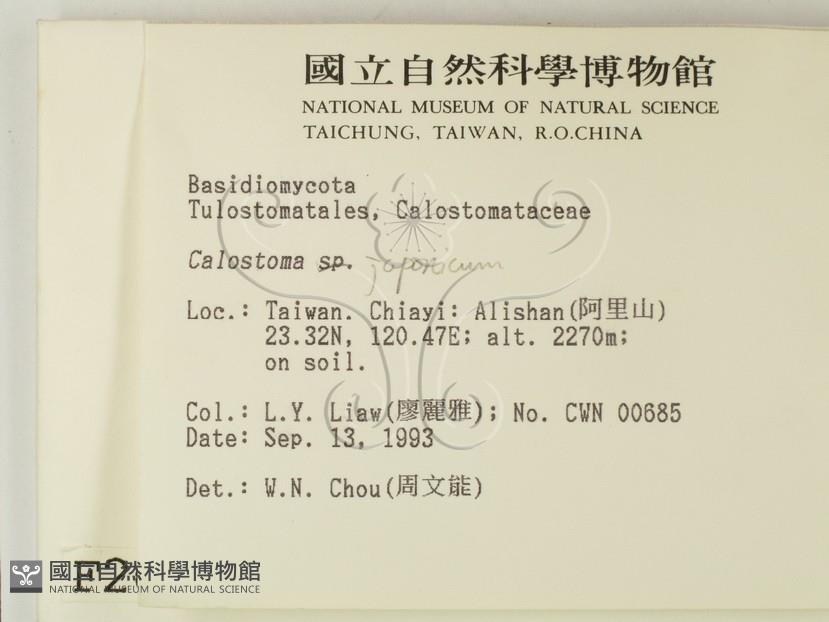 國立自然科學博物館
NATIONAL MUSEUM OF NATURAL SCIENCE
TAICHUNG, TAIWAN, R.O.CHINA
Basidiomycota
Tulostomatales, Calostomataceae
Calostoma sp. japonicum
Loc.: Taiwan. Chiayi: Alishan(阿里山)
23.32N, 120.47E; alt. 2270m;
on soil.
Col.: L.Y. Liaw(廖麗雅); No. CWN 00685
Date: Sep. 13, 1993
Det.: W.N. Chou(周文能)
F2
國立自然科學博物館
NATIONAL MUSEUM OF NATURAL SCIENCE